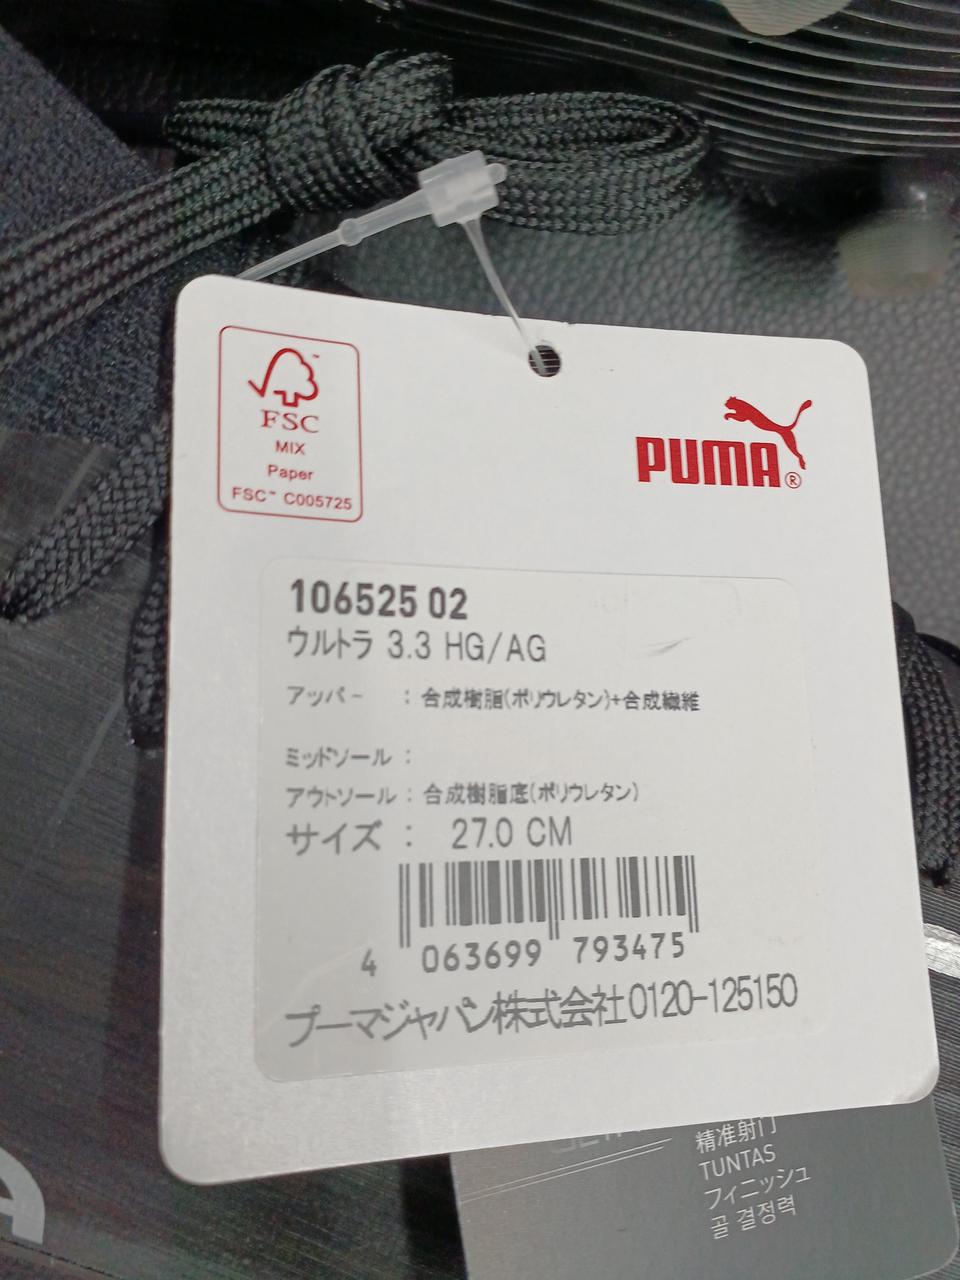 FSC
MIX
Paper
FSC™ C005725
PUMA®
106525 02
ウルトラ 3.3 HG/AG
アッパー : 合成樹脂(ポリウレタン)+合成繊維
ミッドソール :
アウトソール : 合成樹脂底(ポリウレタン)
サイズ : 27.0 CM
4 063699 793475
プーマジャパン株式会社0120-125150
精准射门
TUNTAS
フィニッシュ
골 결정력